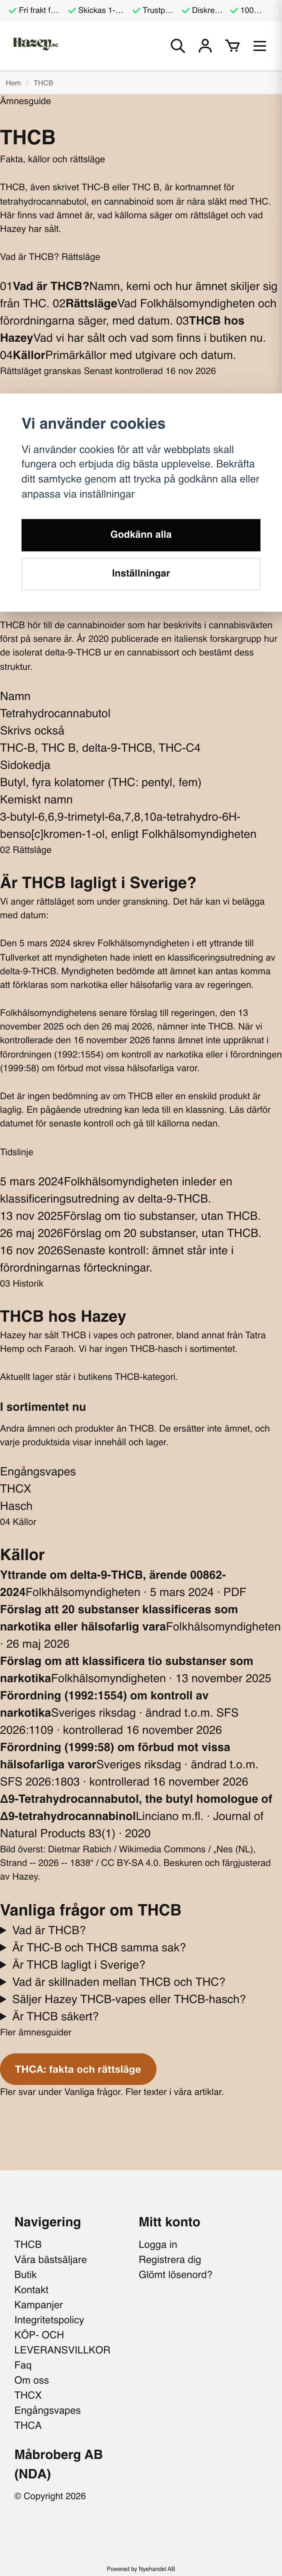 Fri frakt f…
Skickas 1-…
Trustp…
Diskre…
100…
Hazey.se
Hem / THCB
Ämnesguide
THCB
Fakta, källor och rättsläge
THCB, även skrivet THC-B eller THC B, är kortnamnet för
tetrahydrocannabutol, en cannabinoid som är nära släkt med THC.
Här finns vad ämnet är, vad källorna säger om rättsläget och vad
Hazey har sålt.
Vad är THCB? Rättsläge
01Vad är THCB?Namn, kemi och hur ämnet skiljer sig
från THC. 02RättslägeVad Folkhälsomyndigheten och
förordningarna säger, med datum. 03THCB hos
HazeyVad vi har sålt och vad som finns i butiken nu.
04KällorPrimärkällor med utgivare och datum.
Rättsläget granskas Senast kontrollerad 16 nov 2026
Vi använder cookies
Vi använder cookies för att vår webbplats skall
fungera och erbjuda dig bästa upplevelse. Bekräfta
ditt samtycke genom att trycka på godkänn alla eller
anpassa via inställningar
Godkänn alla
Inställningar
THCB hör till de cannabinoider som har beskrivits i cannabisväxten
först på senare år. År 2020 publicerade en italiensk forskargrupp hur
de isolerat delta-9-THCB ur en cannabissort och bestämt dess
struktur.
Namn
Tetrahydrocannabutol
Skrivs också
THC-B, THC B, delta-9-THCB, THC-C4
Sidokedja
Butyl, fyra kolatomer (THC: pentyl, fem)
Kemiskt namn
3-butyl-6,6,9-trimetyl-6a,7,8,10a-tetrahydro-6H-
benso[c]kromen-1-ol, enligt Folkhälsomyndigheten
02 Rättsläge
Är THCB lagligt i Sverige?
Vi anger rättsläget som under granskning. Det här kan vi belägga
med datum:
Den 5 mars 2024 skrev Folkhälsomyndigheten i ett yttrande till
Tullverket att myndigheten hade inlett en klassificeringsutredning av
delta-9-THCB. Myndigheten bedömde att ämnet kan antas komma
att förklaras som narkotika eller hälsofarlig vara av regeringen.
Folkhälsomyndighetens senare förslag till regeringen, den 13
november 2025 och den 26 maj 2026, nämner inte THCB. När vi
kontrollerade den 16 november 2026 fanns ämnet inte uppräknat i
förordningen (1992:1554) om kontroll av narkotika eller i förordningen
(1999:58) om förbud mot vissa hälsofarliga varor.
Det är ingen bedömning av om THCB eller en enskild produkt är
laglig. En pågående utredning kan leda till en klassning. Läs därför
datumet för senaste kontroll och gå till källorna nedan.
Tidslinje
5 mars 2024Folkhälsomyndigheten inleder en
klassificeringsutredning av delta-9-THCB.
13 nov 2025Förslag om tio substanser, utan THCB.
26 maj 2026Förslag om 20 substanser, utan THCB.
16 nov 2026Senaste kontroll: ämnet står inte i
förordningarnas förteckningar.
03 Historik
THCB hos Hazey
Hazey har sålt THCB i vapes och patroner, bland annat från Tatra
Hemp och Faraoh. Vi har ingen THCB-hasch i sortimentet.
Aktuellt lager står i butikens THCB-kategori.
I sortimentet nu
Andra ämnen och produkter än THCB. De ersätter inte ämnet, och
varje produktsida visar innehåll och lager.
Engångsvapes
THCX
Hasch
04 Källor
Källor
Yttrande om delta-9-THCB, ärende 00862-
2024Folkhälsomyndigheten · 5 mars 2024 · PDF
Förslag att 20 substanser klassificeras som
narkotika eller hälsofarlig varaFolkhälsomyndigheten
· 26 maj 2026
Förslag om att klassificera tio substanser som
narkotikaFolkhälsomyndigheten · 13 november 2025
Förordning (1992:1554) om kontroll av
narkotikaSveriges riksdag · ändrad t.o.m. SFS
2026:1109 · kontrollerad 16 november 2026
Förordning (1999:58) om förbud mot vissa
hälsofarliga varorSveriges riksdag · ändrad t.o.m.
SFS 2026:1803 · kontrollerad 16 november 2026
Δ9-Tetrahydrocannabutol, the butyl homologue of
Δ9-tetrahydrocannabinolLinciano m.fl. · Journal of
Natural Products 83(1) · 2020
Bild överst: Dietmar Rabich / Wikimedia Commons / „Nes (NL),
Strand -- 2026 -- 1838“ / CC BY-SA 4.0. Beskuren och färgjusterad
av Hazey.
Vanliga frågor om THCB
Vad är THCB?
Är THC-B och THCB samma sak?
Är THCB lagligt i Sverige?
Vad är skillnaden mellan THCB och THC?
Säljer Hazey THCB-vapes eller THCB-hasch?
Är THCB säkert?
Fler ämnesguider
THCA: fakta och rättsläge
Fler svar under Vanliga frågor. Fler texter i våra artiklar.
Navigering
THCB
Våra bästsäljare
Butik
Kontakt
Kampanjer
Integritetspolicy
KÖP- OCH
LEVERANSVILLKOR
Faq
Om oss
THCX
Engångsvapes
THCA
Mitt konto
Logga in
Registrera dig
Glömt lösenord?
Måbroberg AB
(NDA)
© Copyright 2026
Powered by Nyehandel AB